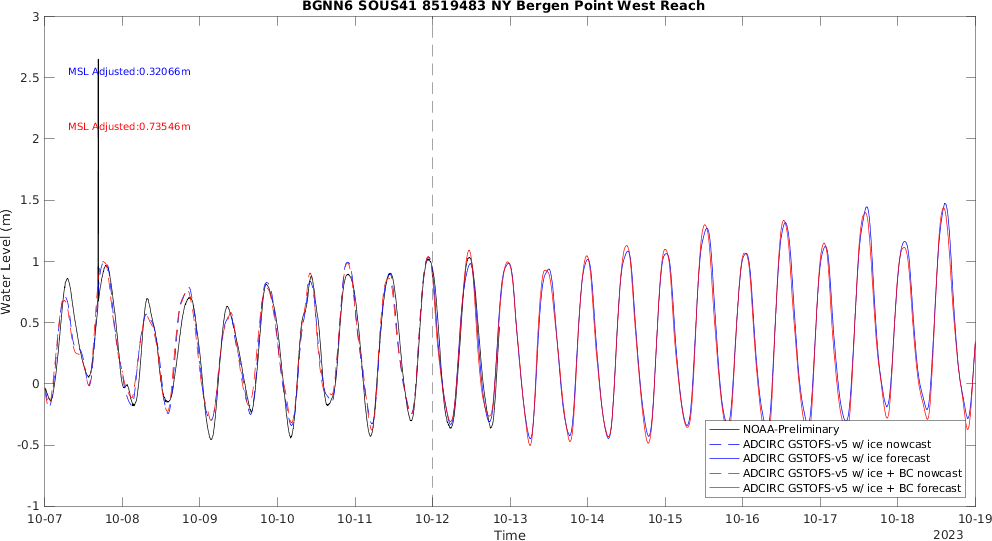 BGNN6 SOUS41 8519483 NY Bergen Point West Reach
MSL Adjusted:0.32066m
MSL Adjusted:0.73546m
Water Level (m)
3
2.5
2
1.5
1
0.5
0
-0.5
-1
NOAA-Preliminary
ADCIRC GSTOFS-v5 w/ ice nowcast
ADCIRC GSTOFS-v5 w/ ice forecast
ADCIRC GSTOFS-v5 w/ ice + BC nowcast
ADCIRC GSTOFS-v5 w/ ice + BC forecast
10-07 10-08 10-09 10-10 10-11 10-12 10-13 10-14 10-15 10-16 10-17 10-18 10-19
Time
2023